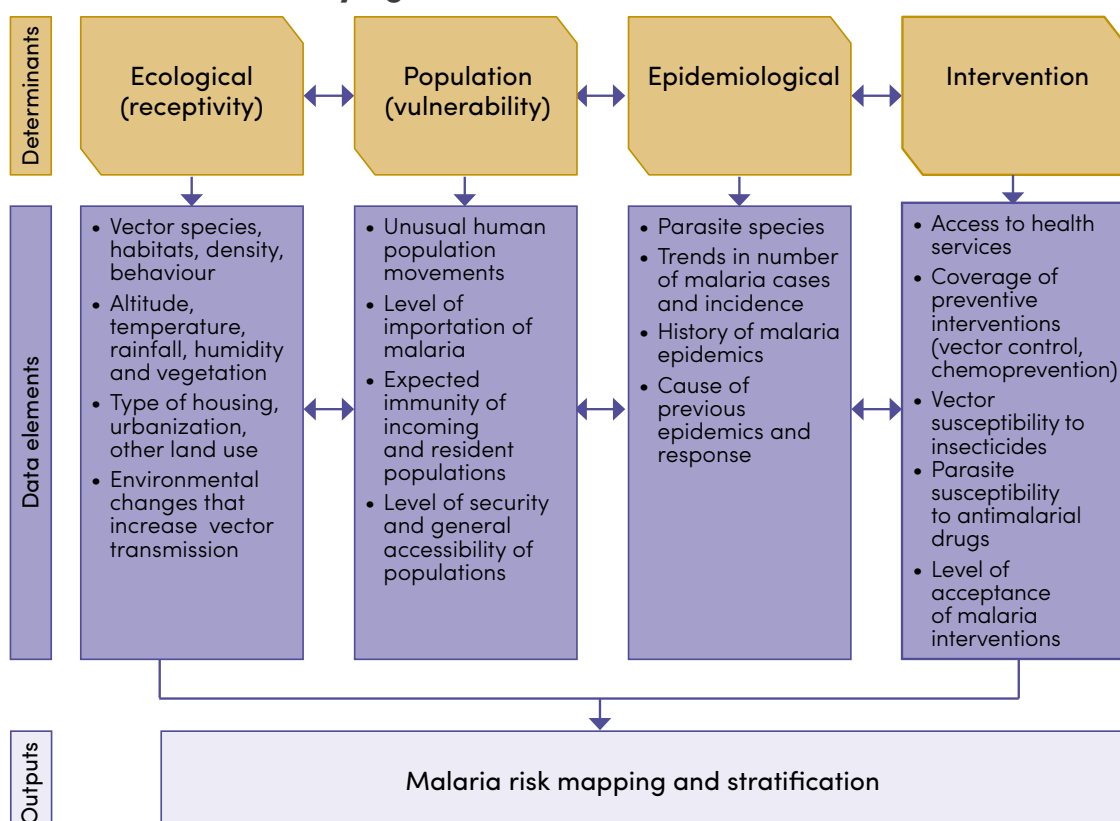 Determinants
Ecological
(receptivity)
Population
(vulnerability)
Epidemiological
Intervention
Data elements
• Vector species,
habitats, density,
behaviour
• Altitude,
temperature,
rainfall, humidity
and vegetation
• Type of housing,
urbanization,
other land use
• Environmental
changes that
increase vector
transmission
• Unusual human
population
movements
• Level of
importation of
malaria
• Expected
immunity of
incoming
and resident
populations
• Level of security
and general
accessibility of
populations
• Parasite species
• Trends in number
of malaria cases
and incidence
• History of malaria
epidemics
• Cause of
previous
epidemics and
response
• Access to health
services
• Coverage of
preventive
interventions
(vector control,
chemoprevention)
• Vector
susceptibility to
insecticides
• Parasite
susceptibility
to antimalarial
drugs
• Level of
acceptance
of malaria
interventions
Outputs
Malaria risk mapping and stratification